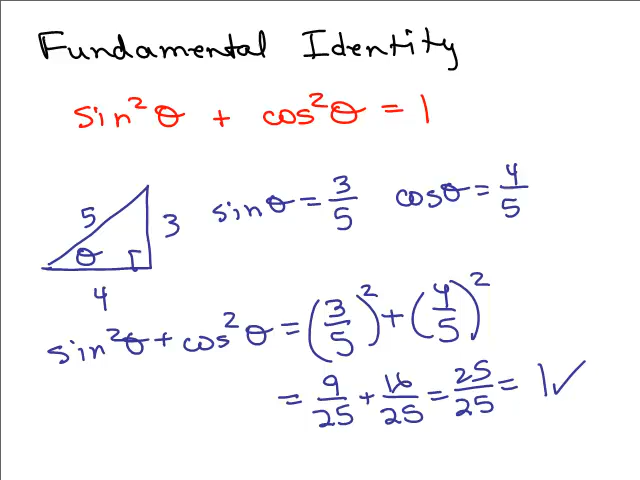 Fundamental Identity
sin²θ + cos²θ = 1
5
3
θ
4
sinθ = 3/5
cosθ = 4/5
sin²θ + cos²θ = (3/5)² + (4/5)²
= 9/25 + 16/25 = 25/25 = 1 ✓